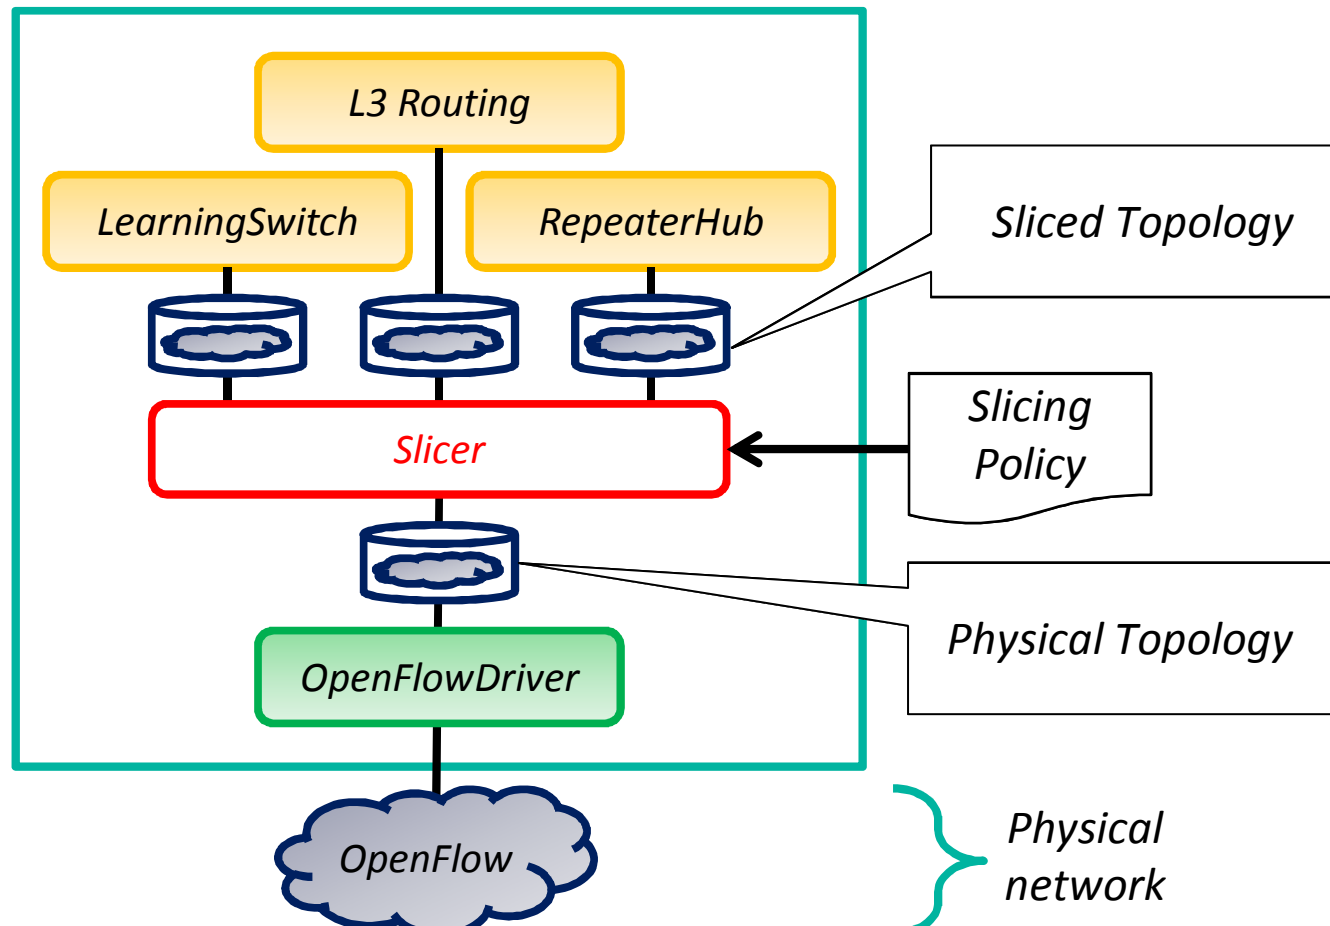 L3 Routing
LearningSwitch
RepeaterHub
Sliced Topology
Slicing
Policy
Slicer
Physical Topology
OpenFlowDriver
OpenFlow
Physical
network